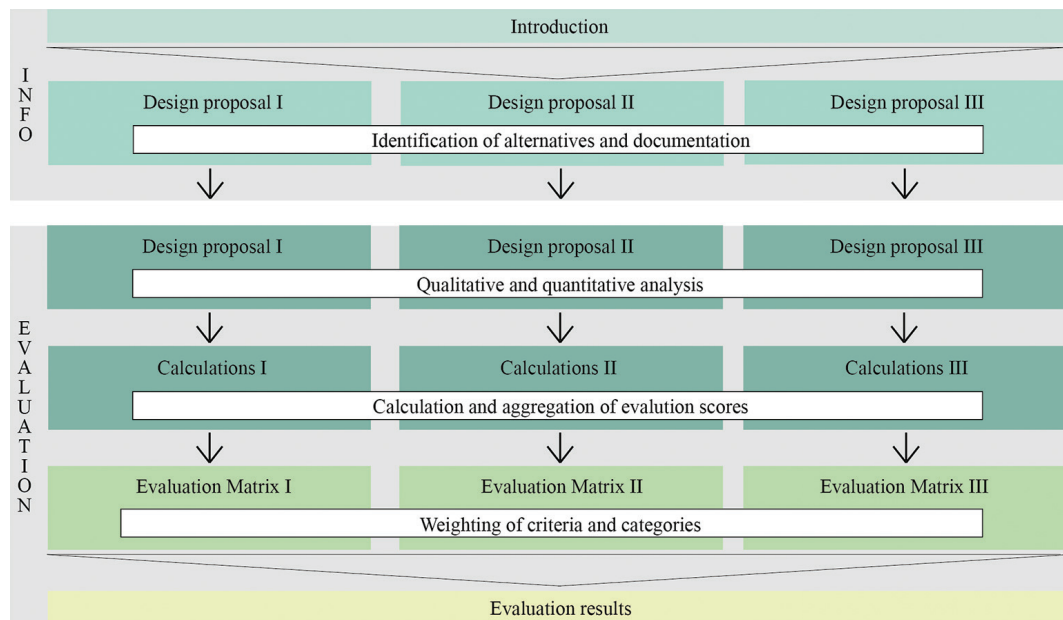 INFO
Introduction
Design proposal I
Design proposal II
Design proposal III
Identification of alternatives and documentation
EVALUATION
Design proposal I
Design proposal II
Design proposal III
Qualitative and quantitative analysis
Calculations I
Calculations II
Calculations III
Calculation and aggregation of evalution scores
Evaluation Matrix I
Evaluation Matrix II
Evaluation Matrix III
Weighting of criteria and categories
Evaluation results